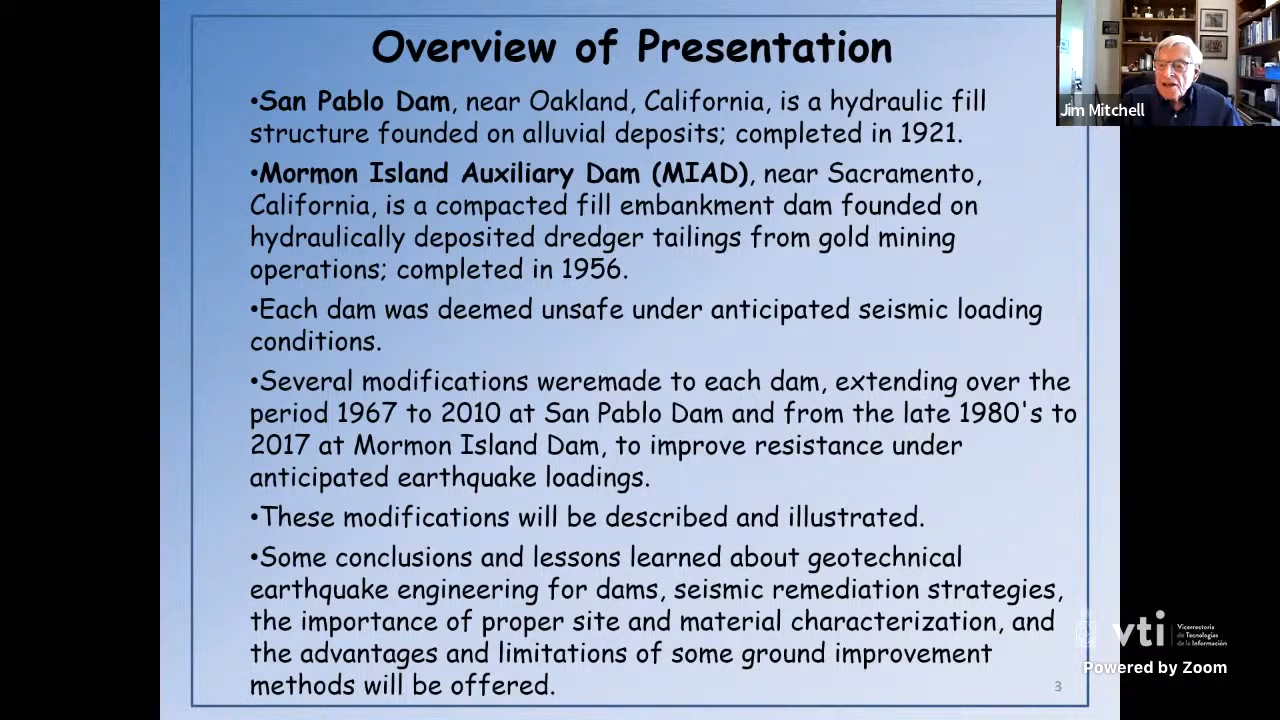 Overview of Presentation
•San Pablo Dam, near Oakland, California, is a hydraulic fill
structure founded on alluvial deposits; completed in 1921.
•Mormon Island Auxiliary Dam (MIAD), near Sacramento,
California, is a compacted fill embankment dam founded on
hydraulically deposited dredger tailings from gold mining
operations; completed in 1956.
•Each dam was deemed unsafe under anticipated seismic loading
conditions.
•Several modifications weremade to each dam, extending over the
period 1967 to 2010 at San Pablo Dam and from the late 1980's to
2017 at Mormon Island Dam, to improve resistance under
anticipated earthquake loadings.
•These modifications will be described and illustrated.
•Some conclusions and lessons learned about geotechnical
earthquake engineering for dams, seismic remediation strategies,
the importance of proper site and material characterization, and
the advantages and limitations of some ground improvement
methods will be offered.
3
Jim Mitchell
vti
Vicerrectoría
de Tecnologías
de la Información
Powered by Zoom